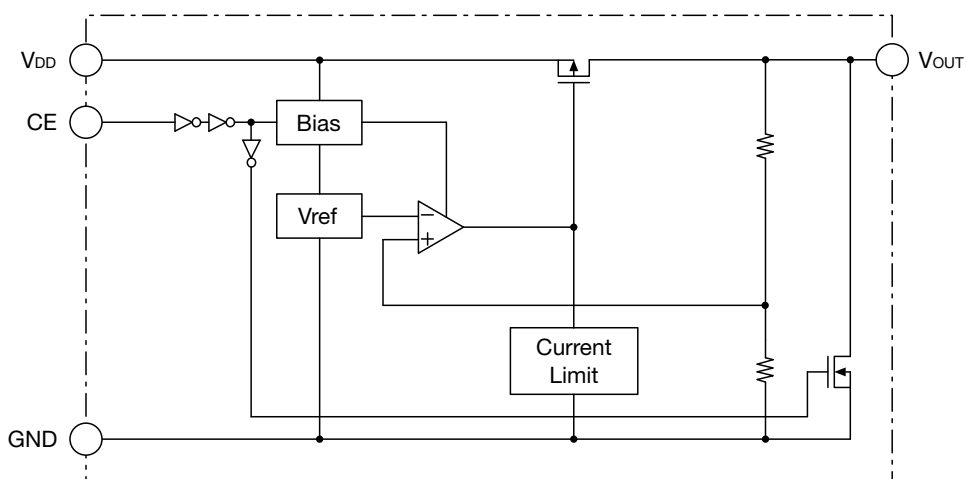 VDD
VOUT
CE
Bias
Vref
−
+
Current
Limit
GND